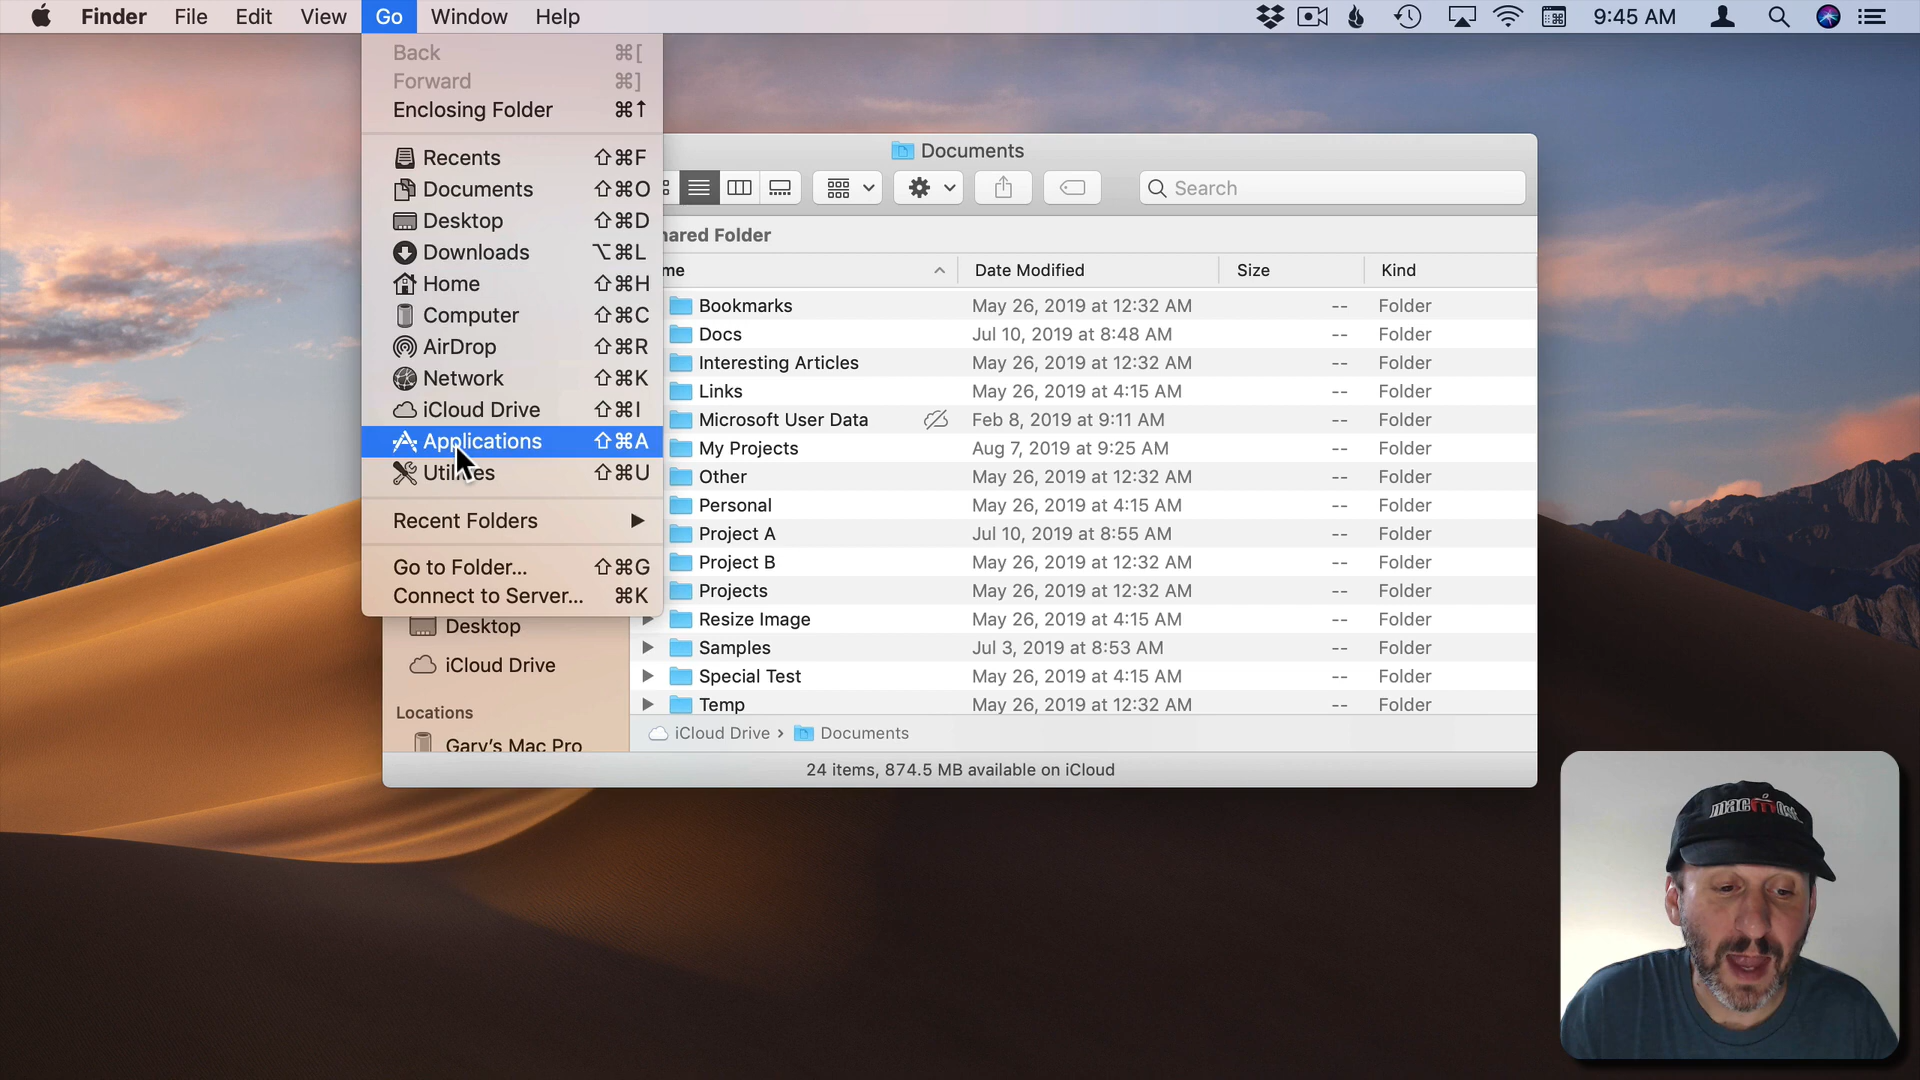 Finder File Edit View Go Window Help 9:45 AM
Back ⌘[
Forward ⌘]
Enclosing Folder ⌘↑
Recents ⇧⌘F
Documents ⇧⌘O
Desktop ⇧⌘D
Downloads ⌥⌘L
Home ⇧⌘H
Computer ⇧⌘C
AirDrop ⇧⌘R
Network ⇧⌘K
iCloud Drive ⇧⌘I
Applications ⇧⌘A
Utilities ⇧⌘U
Recent Folders ▶
Go to Folder... ⇧⌘G
Connect to Server... ⌘K
Desktop
iCloud Drive
Locations
Gary's Mac Pro
Documents
Search
hared Folder
me Date Modified Size Kind
Bookmarks May 26, 2019 at 12:32 AM -- Folder
Docs Jul 10, 2019 at 8:48 AM -- Folder
Interesting Articles May 26, 2019 at 12:32 AM -- Folder
Links May 26, 2019 at 4:15 AM -- Folder
Microsoft User Data Feb 8, 2019 at 9:11 AM -- Folder
My Projects Aug 7, 2019 at 9:25 AM -- Folder
Other May 26, 2019 at 12:32 AM -- Folder
Personal May 26, 2019 at 4:15 AM -- Folder
Project A Jul 10, 2019 at 8:55 AM -- Folder
Project B May 26, 2019 at 12:32 AM -- Folder
Projects May 26, 2019 at 12:32 AM -- Folder
Resize Image May 26, 2019 at 4:15 AM -- Folder
Samples Jul 3, 2019 at 8:53 AM -- Folder
Special Test May 26, 2019 at 4:15 AM -- Folder
Temp May 26, 2019 at 12:32 AM -- Folder
iCloud Drive › Documents
24 items, 874.5 MB available on iCloud
macmost